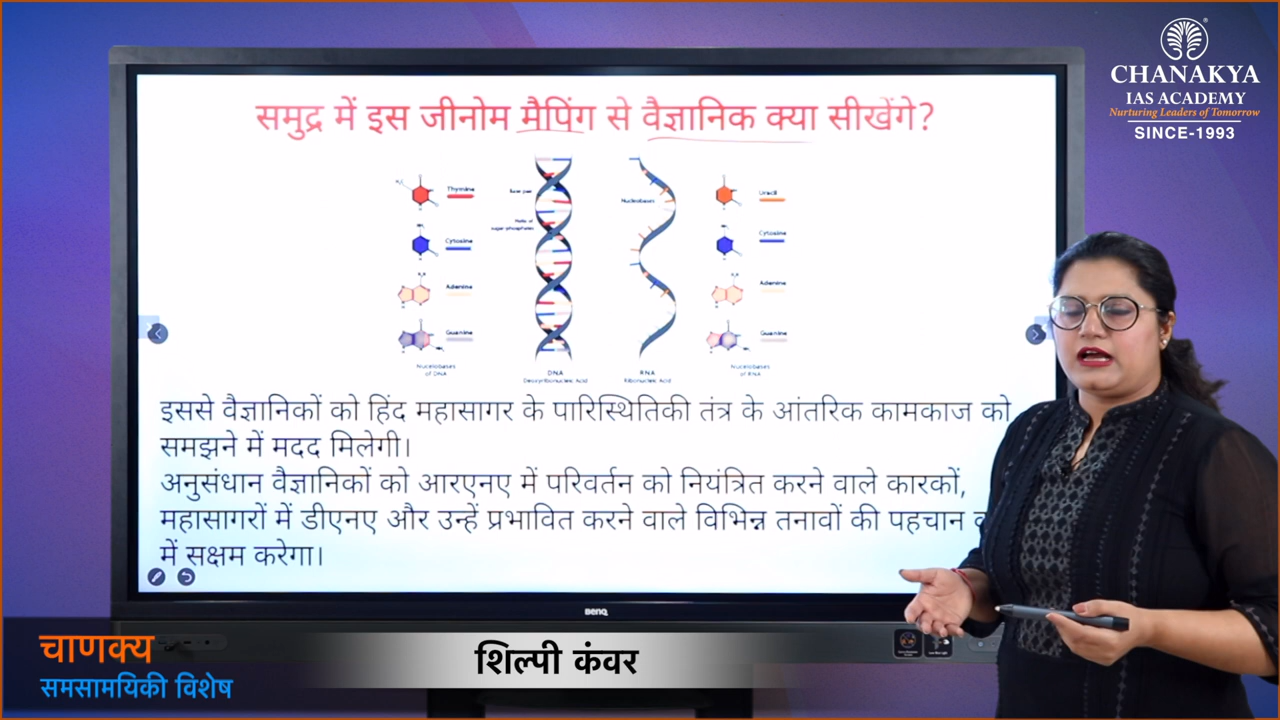 CHANAKYA
IAS ACADEMY
Nurturing Leaders of Tomorrow
SINCE-1993
समुद्र में इस जीनोम मैपिंग से वैज्ञानिक क्या सीखेंगे?
Thymine
Cytosine
Adenine
Guanine
Nucelobases
of DNA
Base pair
Helix of
sugar-phosphates
DNA
Deoxyribonucleic Acid
Nucleobases
RNA
Ribonucleic Acid
Uracil
Cytosine
Adenine
Guanine
Nucelobases
of RNA
इससे वैज्ञानिकों को हिंद महासागर के पारिस्थितिकी तंत्र के आंतरिक कामकाज को
समझने में मदद मिलेगी।
अनुसंधान वैज्ञानिकों को आरएनए में परिवर्तन को नियंत्रित करने वाले कारकों,
महासागरों में डीएनए और उन्हें प्रभावित करने वाले विभिन्न तनावों की पहचान
में सक्षम करेगा।
BenQ
चाणक्य
समसामयिकी विशेष
शिल्पी कंवर